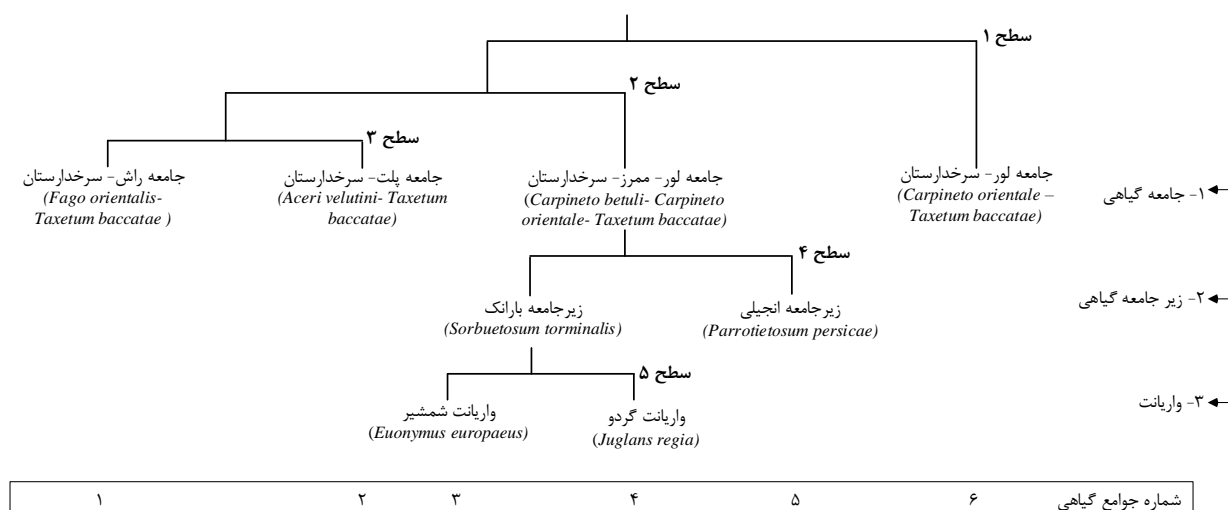 سطح ۱
سطح ۲
سطح ۳
جامعه راش- سرخدارستان
(Fago orientalis-
Taxetum baccatae )
جامعه پلت- سرخدارستان
(Aceri velutini- Taxetum
baccatae)
جامعه لور- ممرز- سرخدارستان
(Carpineto betuli- Carpineto
orientale- Taxetum baccatae)
جامعه لور- سرخدارستان
(Carpineto orientale –
Taxetum baccatae)
۱- جامعه گیاهی
سطح ۴
زیرجامعه بارانک
(Sorbuetosum torminalis)
زیرجامعه انجیلی
(Parrotietosum persicae)
۲- زیر جامعه گیاهی
سطح ۵
واریانت شمشیر
(Euonymus europaeus)
واریانت گردو
(Juglans regia)
۳- واریانت
شماره جوامع گیاهی ۶ ۵ ۴ ۳ ۲ ۱